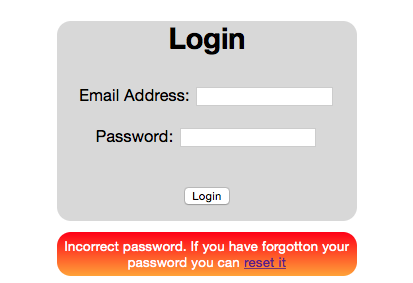 Login
Email Address:
Password:
Login
Incorrect password. If you have forgotton your
password you can reset it